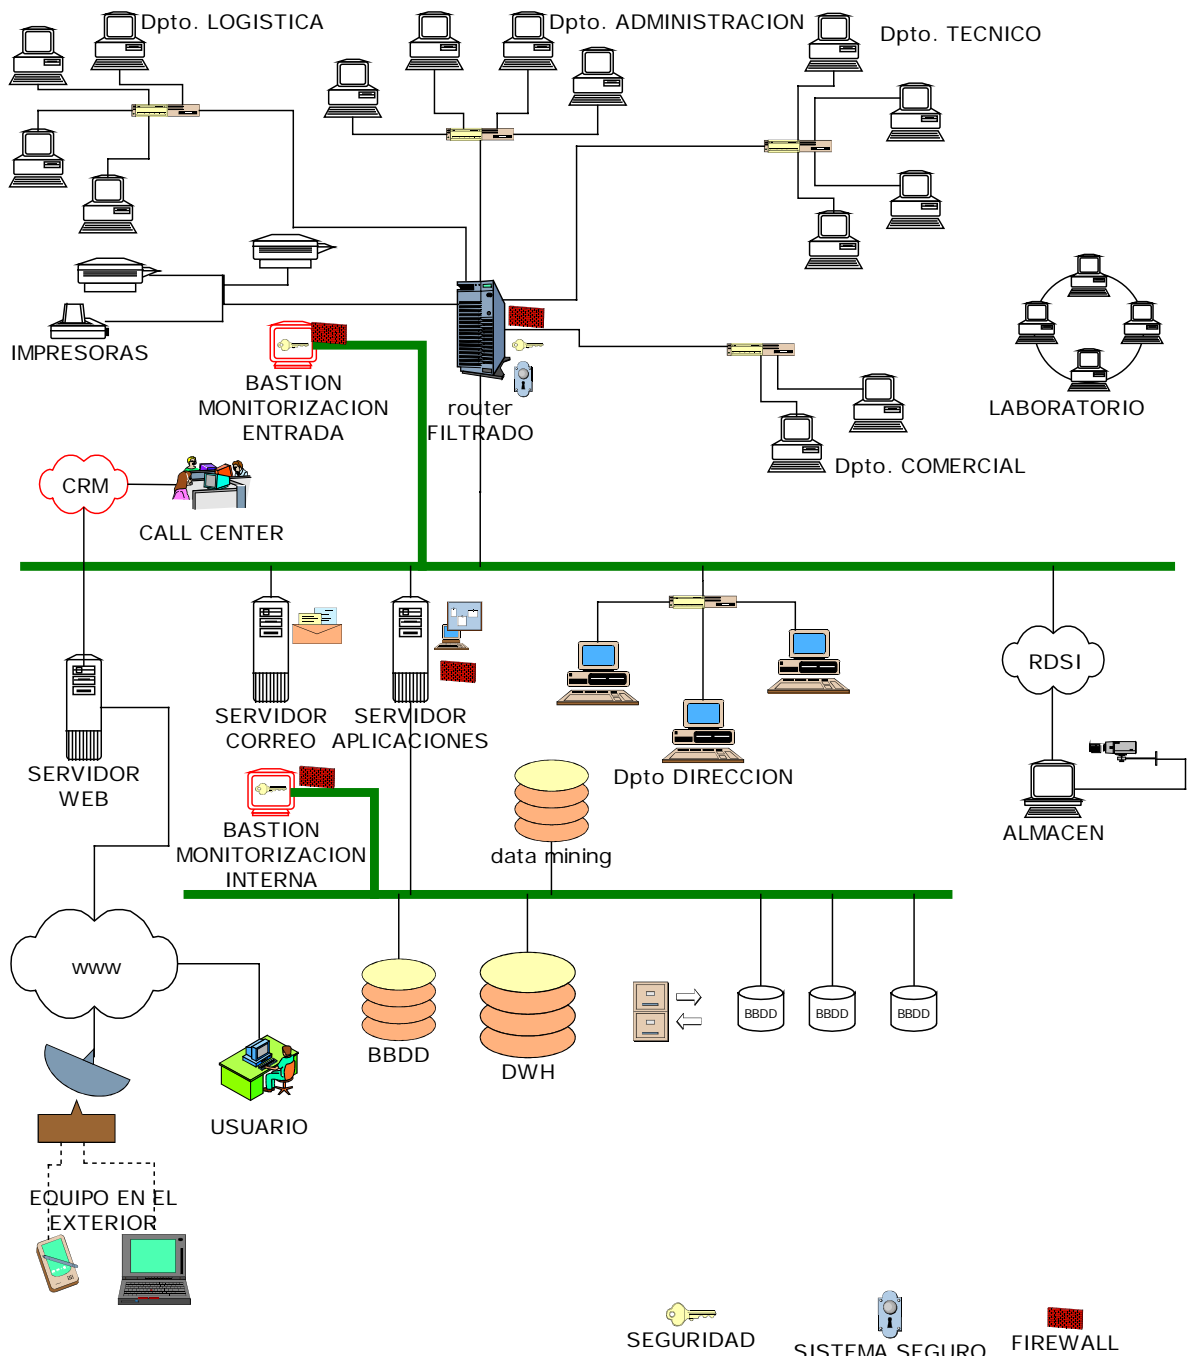 Dpto. LOGISTICA
Dpto. ADMINISTRACION
Dpto. TECNICO
IMPRESORAS
BASTION
MONITORIZACION
ENTRADA
router
FILTRADO
LABORATORIO
Dpto. COMERCIAL
CRM
CALL CENTER
RDSI
SERVIDOR
CORREO
SERVIDOR
APLICACIONES
SERVIDOR
WEB
Dpto DIRECCION
ALMACEN
BASTION
MONITORIZACION
INTERNA
data mining
www
BBDD
DWH
BBDD
BBDD
BBDD
USUARIO
EQUIPO EN EL
EXTERIOR
SEGURIDAD
SISTEMA SEGURO
FIREWALL